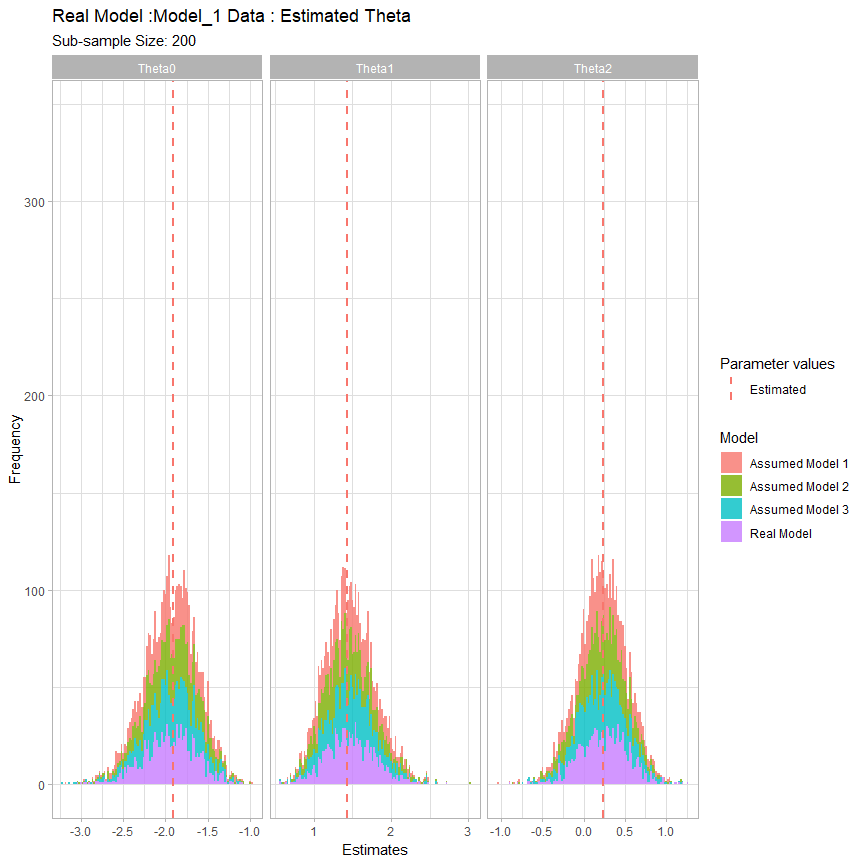 Real Model :Model_1 Data : Estimated Theta
Sub-sample Size: 200
Theta0 Theta1 Theta2
300
200
100
0
Frequency
-3.0 -2.5 -2.0 -1.5 -1.0 1 2 3 -1.0 -0.5 0.0 0.5 1.0
Estimates
Parameter values
Estimated
Model
Assumed Model 1
Assumed Model 2
Assumed Model 3
Real Model